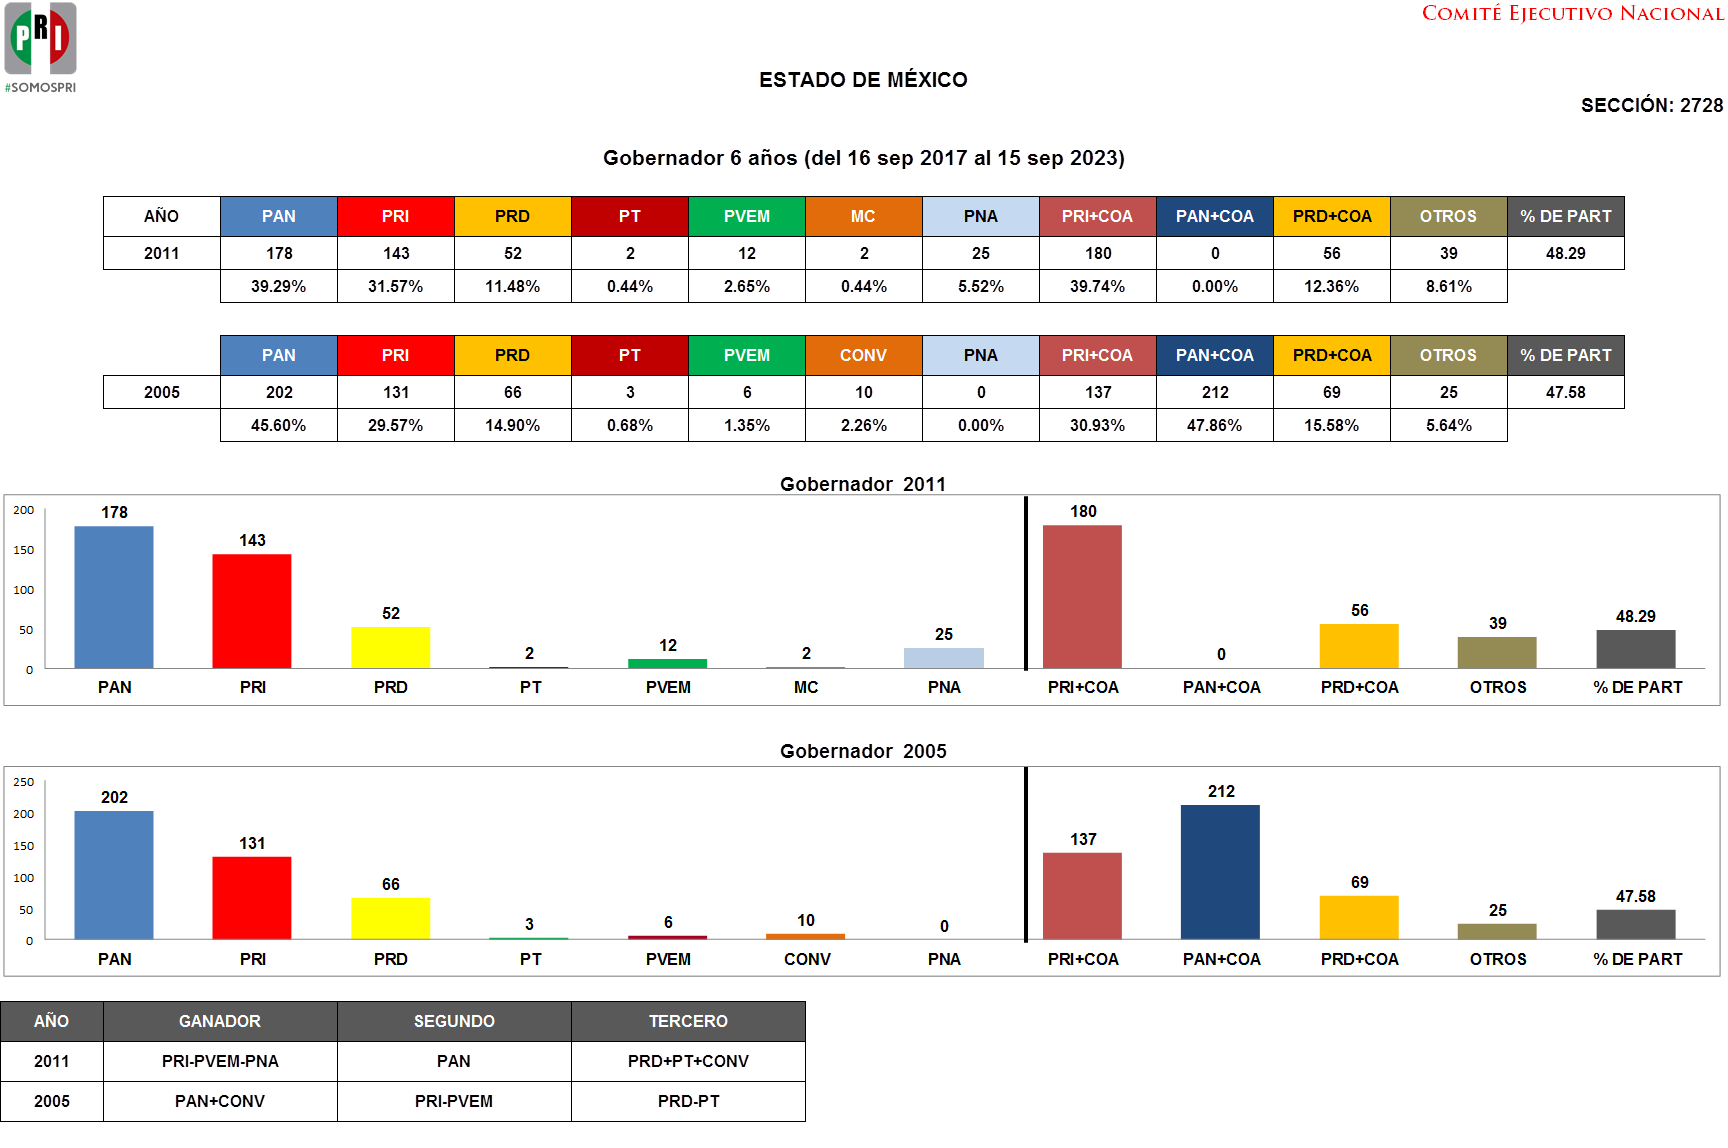 PRI
#SOMOSPRI
COMITÉ EJECUTIVO NACIONAL
ESTADO DE MÉXICO
SECCIÓN: 2728
Gobernador 6 años (del 16 sep 2017 al 15 sep 2023)
AÑO PAN PRI PRD PT PVEM MC PNA PRI+COA PAN+COA PRD+COA OTROS % DE PART
2011 178 143 52 2 12 2 25 180 0 56 39 48.29
39.29% 31.57% 11.48% 0.44% 2.65% 0.44% 5.52% 39.74% 0.00% 12.36% 8.61%
PAN PRI PRD PT PVEM CONV PNA PRI+COA PAN+COA PRD+COA OTROS % DE PART
2005 202 131 66 3 6 10 0 137 212 69 25 47.58
45.60% 29.57% 14.90% 0.68% 1.35% 2.26% 0.00% 30.93% 47.86% 15.58% 5.64%
Gobernador 2011
200
150
100
50
0
178 143 52 2 12 2 25 180 0 56 39 48.29
PAN PRI PRD PT PVEM MC PNA PRI+COA PAN+COA PRD+COA OTROS % DE PART
Gobernador 2005
250
200
150
100
50
0
202 131 66 3 6 10 0 137 212 69 25 47.58
PAN PRI PRD PT PVEM CONV PNA PRI+COA PAN+COA PRD+COA OTROS % DE PART
AÑO GANADOR SEGUNDO TERCERO
2011 PRI-PVEM-PNA PAN PRD+PT+CONV
2005 PAN+CONV PRI-PVEM PRD-PT